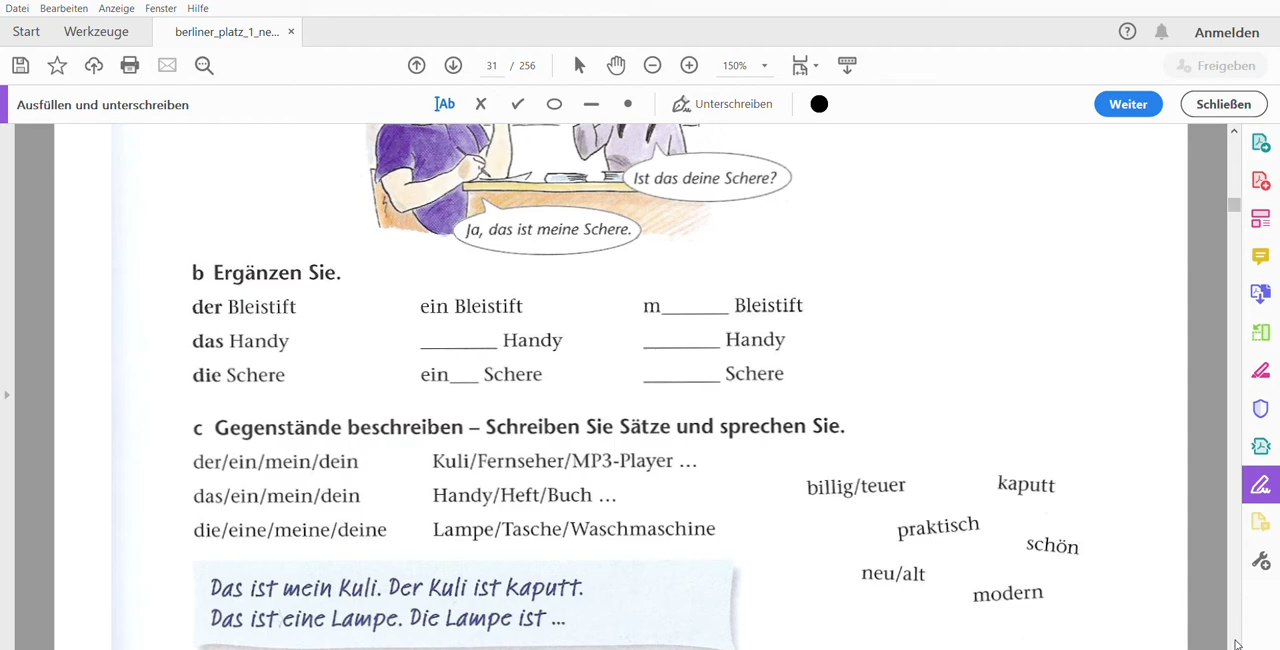 Datei Bearbeiten Anzeige Fenster Hilfe
Start Werkzeuge berliner_platz_1_ne... × Anmelden
31 / 256 150% Freigeben
Ausfüllen und unterschreiben Ab Unterschreiben Weiter Schließen
Ist das deine Schere?
Ja, das ist meine Schere.
b Ergänzen Sie.
der Bleistift ein Bleistift m_______ Bleistift
das Handy ________ Handy ________ Handy
die Schere ein___ Schere ________ Schere
c Gegenstände beschreiben – Schreiben Sie Sätze und sprechen Sie.
der/ein/mein/dein Kuli/Fernseher/MP3-Player ...
das/ein/mein/dein Handy/Heft/Buch ...
die/eine/meine/deine Lampe/Tasche/Waschmaschine
billig/teuer kaputt
praktisch
schön
neu/alt
modern
Das ist mein Kuli. Der Kuli ist kaputt.
Das ist eine Lampe. Die Lampe ist ...